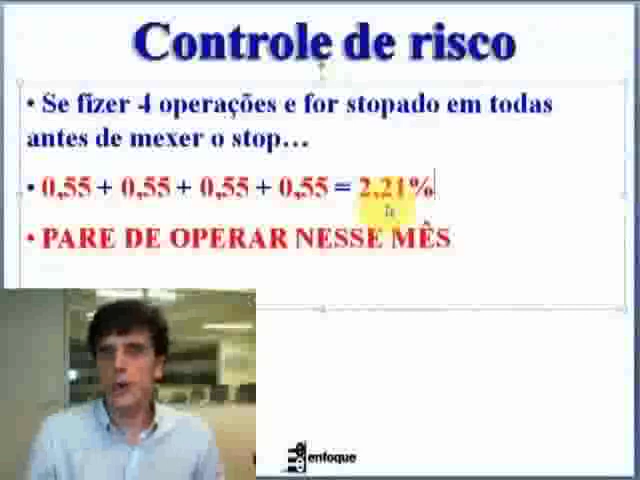 Controle de risco
• Se fizer 4 operações e for stopado em todas
antes de mexer o stop…
• 0,55 + 0,55 + 0,55 + 0,55 = 2,21%
• PARE DE OPERAR NESSE MÊS
enfoque